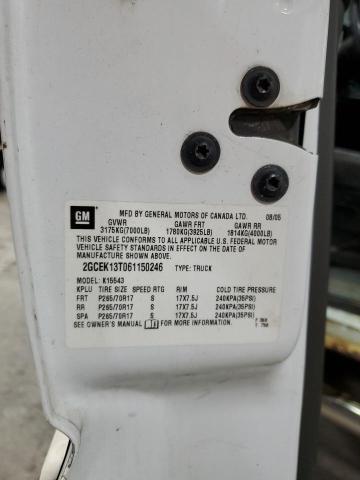 GM
MFD BY GENERAL MOTORS OF CANADA LTD. 08/05
GVWR GAWR FRT GAWR RR
3175KG(7000LB) 1780KG(3925LB) 1814KG(4000LB)
THIS VEHICLE CONFORMS TO ALL APPLICABLE U.S. FEDERAL MOTOR
VEHICLE SAFETY STANDARDS IN EFFECT ON THE DATE OF
MANUFACTURE SHOWN ABOVE.
2GCEK13T061150246 TYPE: TRUCK
MODEL: K15543
KPLU TIRE SIZE SPEED RTG RIM COLD TIRE PRESSURE
FRT P265/70R17 S 17X7.5J 240KPA(35PSI)
RR P265/70R17 S 17X7.5J 240KPA(35PSI)
SPA P265/70R17 S 17X7.5J 240KPA(35PSI)
SEE OWNER'S MANUAL FOR ADDITIONAL INFORMATION.